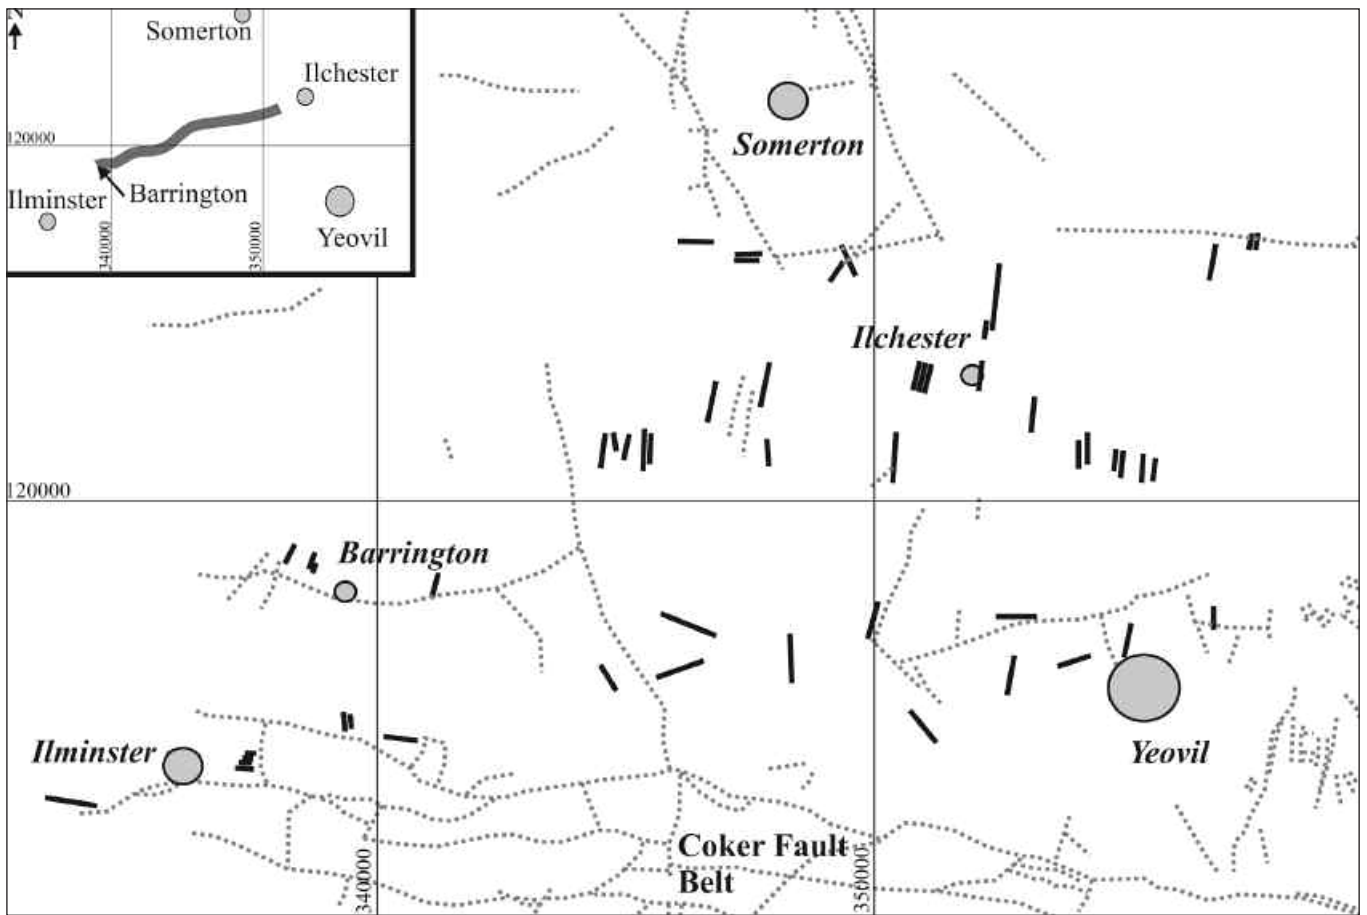 N
Somerton
Ilchester
120000
Ilminster
Barrington
340000
350000
Yeovil
Somerton
Ilchester
120000
Barrington
Ilminster
Yeovil
Coker Fault
Belt
340000
350000